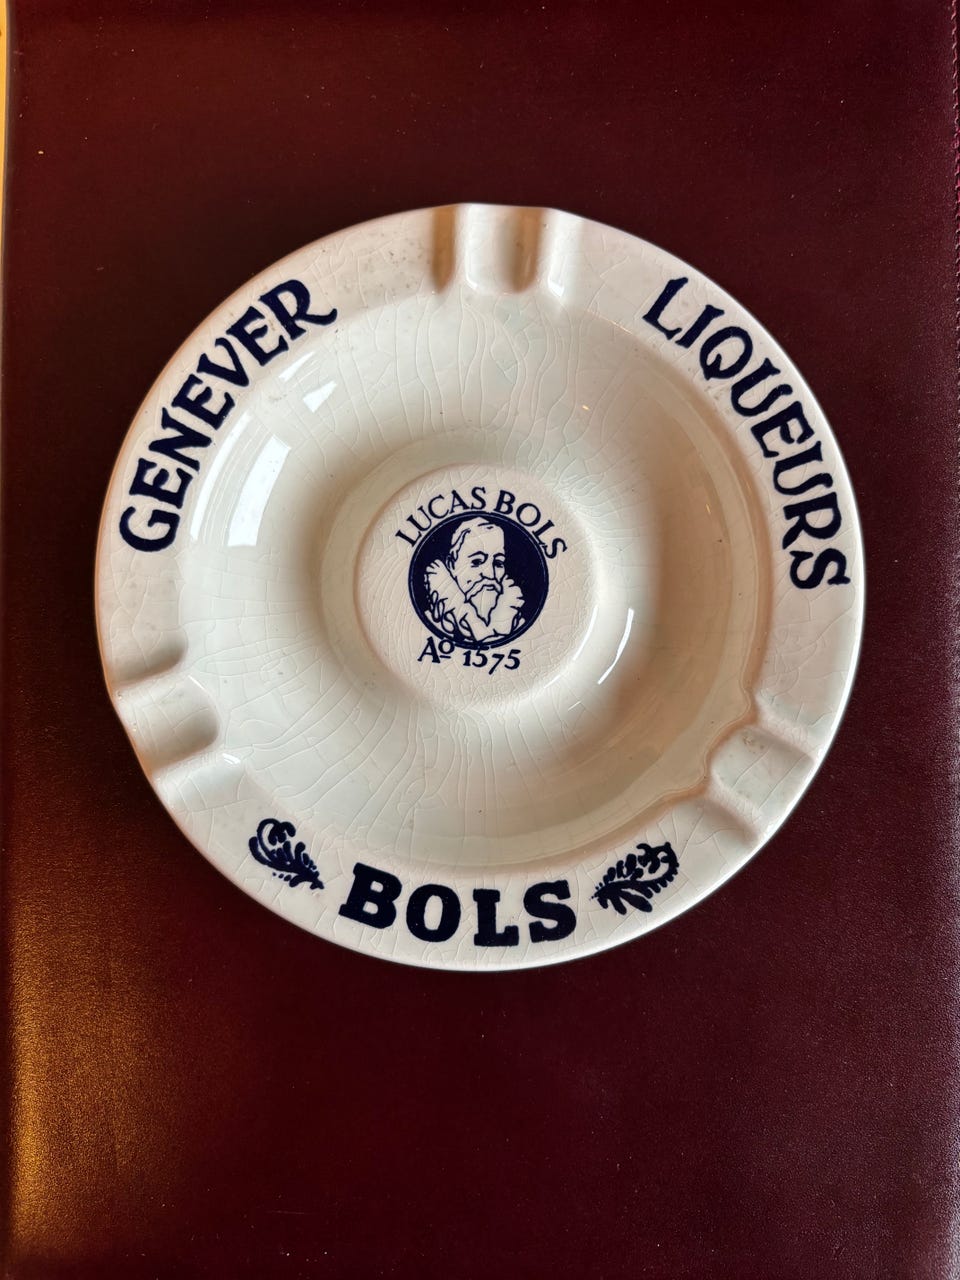 GENEVER
LIQUEURS
LUCAS BOLS
Aº 1575
BOLS